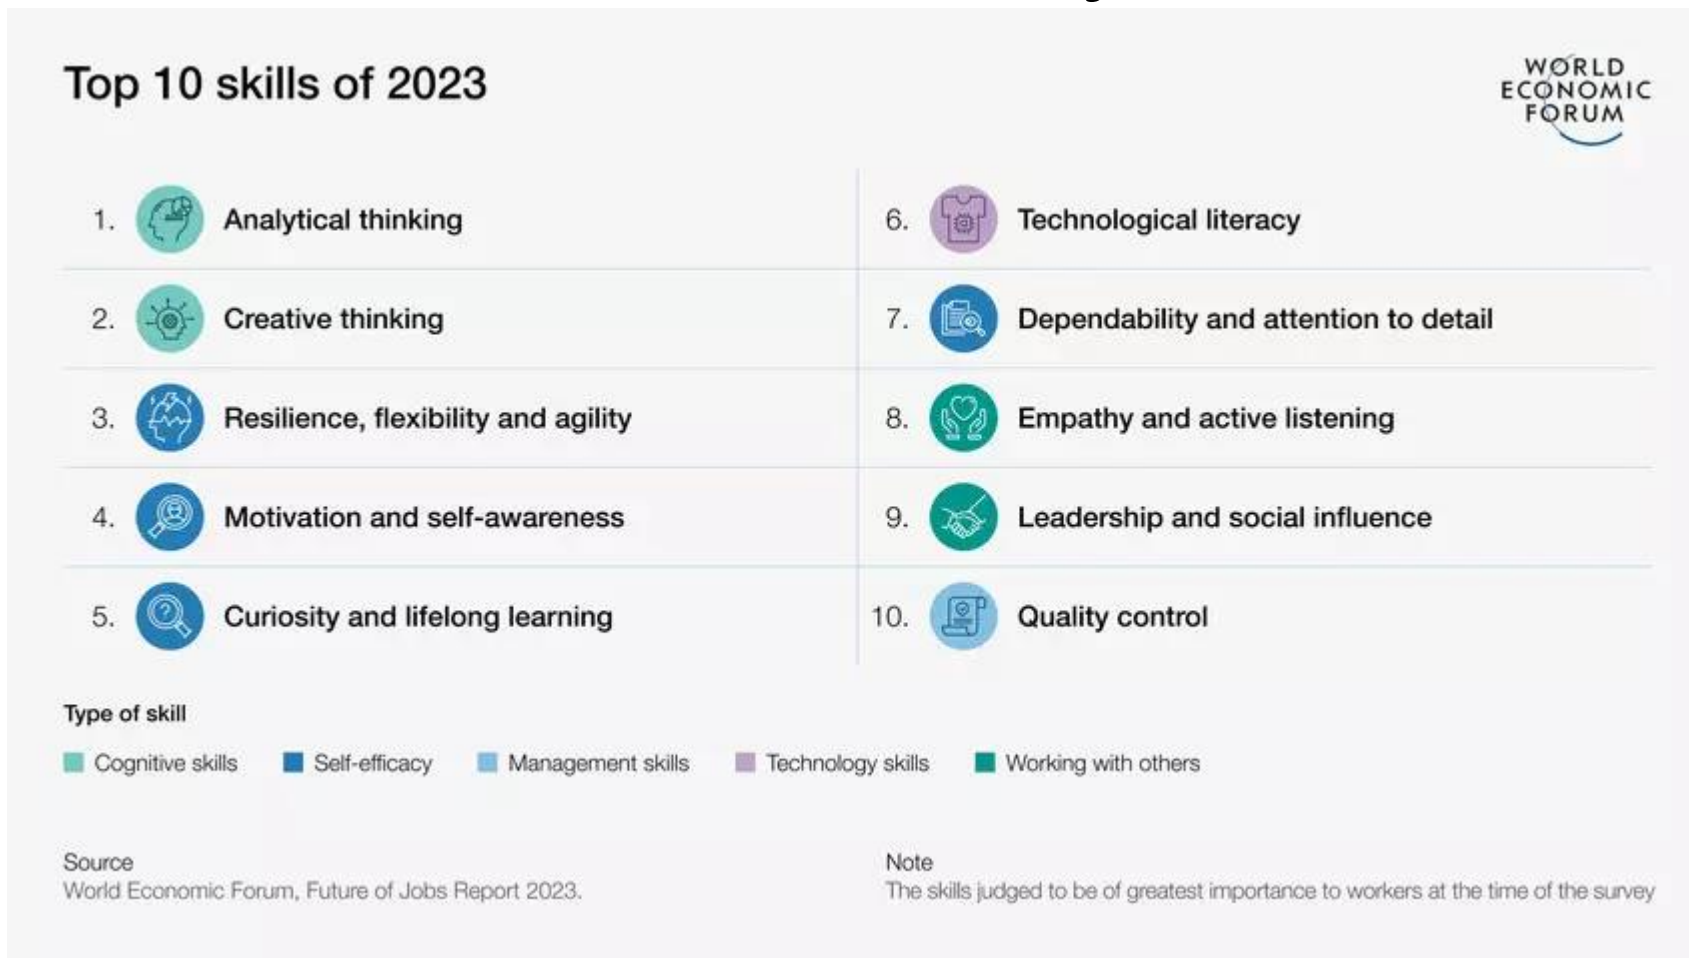 Top 10 skills of 2023
WORLD
ECONOMIC
FORUM
1. Analytical thinking
2. Creative thinking
3. Resilience, flexibility and agility
4. Motivation and self-awareness
5. Curiosity and lifelong learning
6. Technological literacy
7. Dependability and attention to detail
8. Empathy and active listening
9. Leadership and social influence
10. Quality control
Type of skill
Cognitive skills Self-efficacy Management skills Technology skills Working with others
Source
World Economic Forum, Future of Jobs Report 2023.
Note
The skills judged to be of greatest importance to workers at the time of the survey